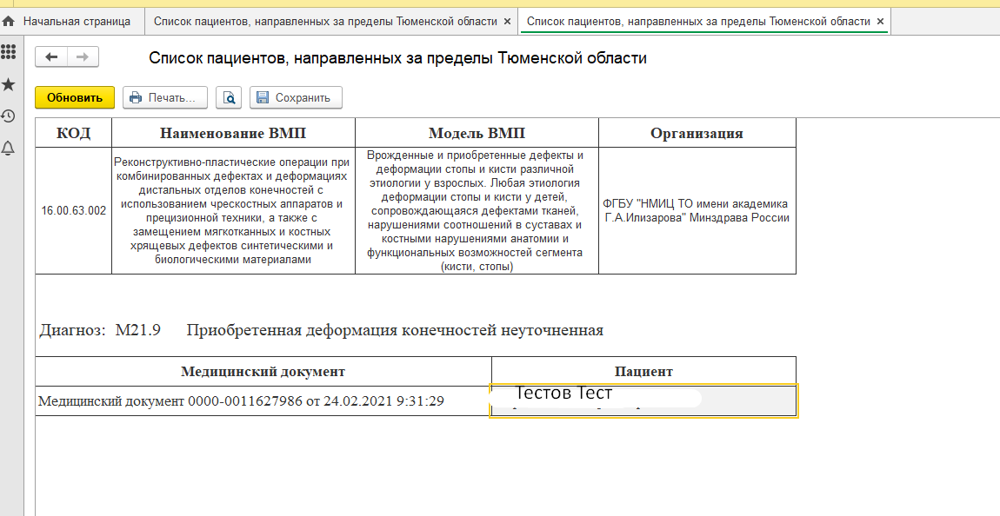 Начальная страница
Список пациентов, направленных за пределы Тюменской области ×
Список пациентов, направленных за пределы Тюменской области ×
Список пациентов, направленных за пределы Тюменской области
Обновить
Печать...
Сохранить
КОД
Наименование ВМП
Модель ВМП
Организация
16.00.63.002
Реконструктивно-пластические операции при
комбинированных дефектах и деформациях
дистальных отделов конечностей с
использованием чрескостных аппаратов и
прецизионной техники, а также с
замещением мягкотканных и костных
хрящевых дефектов синтетическими и
биологическими материалами
Врожденные и приобретенные дефекты и
деформации стопы и кисти различной
этиологии у взрослых. Любая этиология
деформации стопы и кисти у детей,
сопровождающаяся дефектами тканей,
нарушениями соотношений в суставах и
костными нарушениями анатомии и
функциональных возможностей сегмента
(кисти, стопы)
ФГБУ "НМИЦ ТО имени академика
Г.А.Илизарова" Минздрава России
Диагноз: М21.9 Приобретенная деформация конечностей неуточненная
Медицинский документ
Пациент
Медицинский документ 0000-0011627986 от 24.02.2021 9:31:29
Тестов Тест